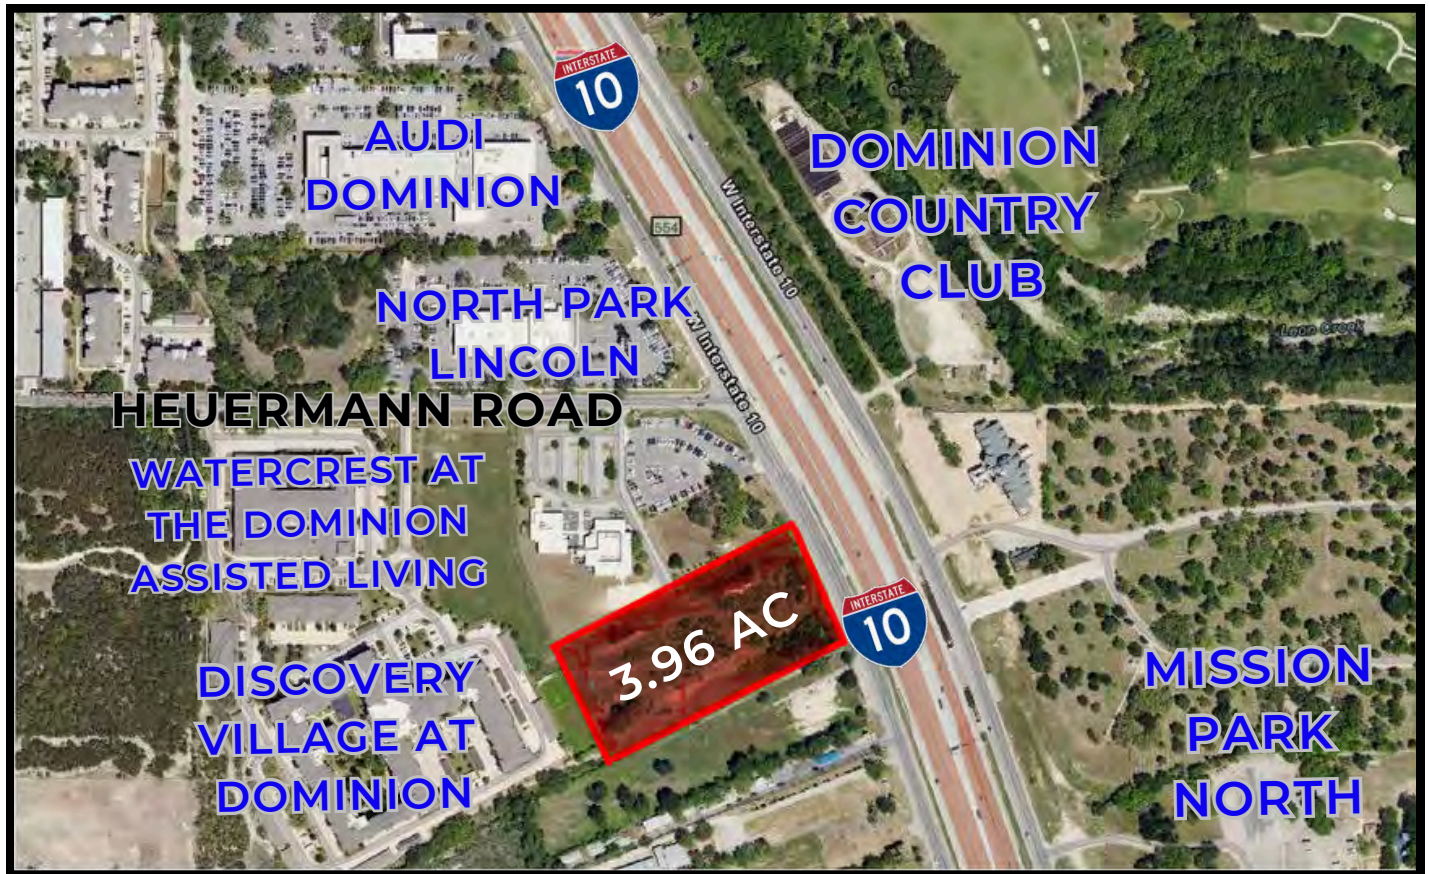 INTERSTATE
10
AUDI
DOMINION
DOMINION
COUNTRY
CLUB
W Interstate 10
554
NORTH PARK
LINCOLN
W Interstate 10
Leon Creek
HEUERMANN ROAD
WATERCREST AT
THE DOMINION
ASSISTED LIVING
3.96 AC
INTERSTATE
10
DISCOVERY
VILLAGE AT
DOMINION
MISSION
PARK
NORTH